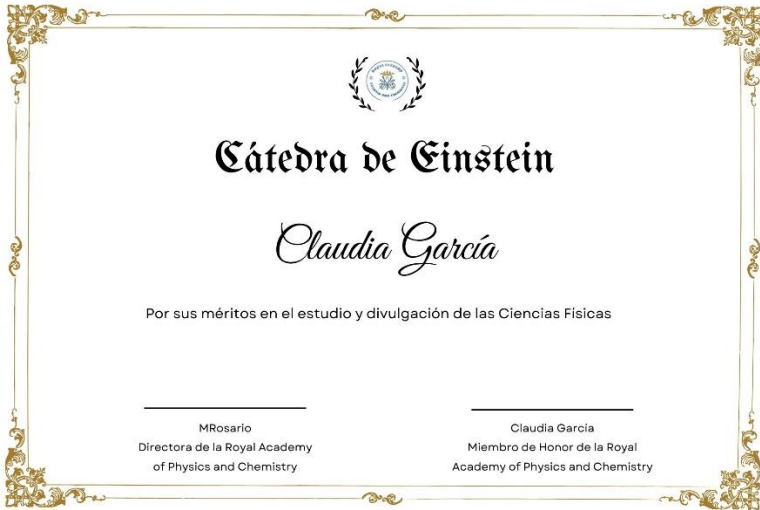 Cátedra de Einstein
Claudia García
Por sus méritos en el estudio y divulgación de las Ciencias Físicas
MRosario
Directora de la Royal Academy
of Physics and Chemistry
Claudia García
Miembro de Honor de la Royal
Academy of Physics and Chemistry